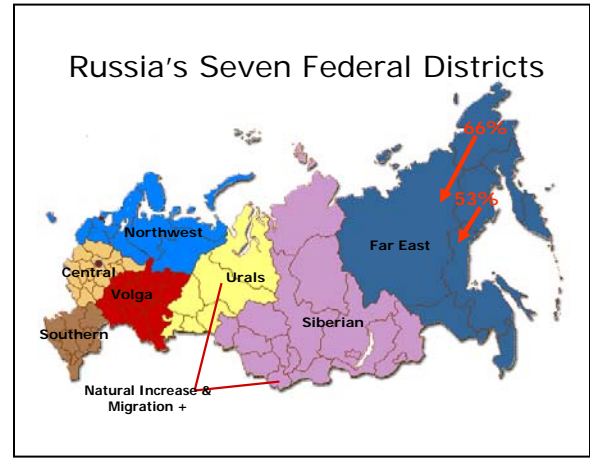 Russia's Seven Federal Districts
66%
53%
Northwest
Far East
Central
Urals
Volga
Siberian
Southern
Natural Increase &
Migration +